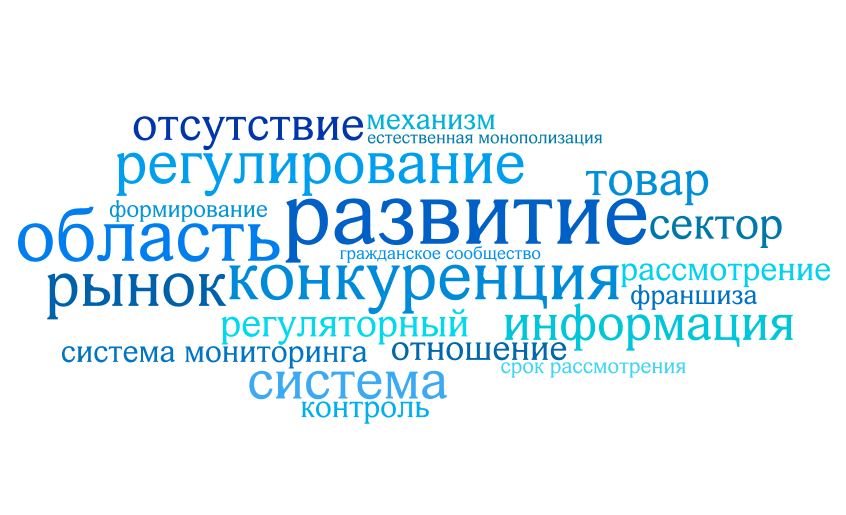 отсутствие
механизм
естественная монополизация
регулирование
товар
формирование
развитие
область
сектор
гражданское сообщество
рынок
конкуренция
рассмотрение
франшиза
регуляторный
информация
система мониторинга
отношение
срок рассмотрения
система
контроль